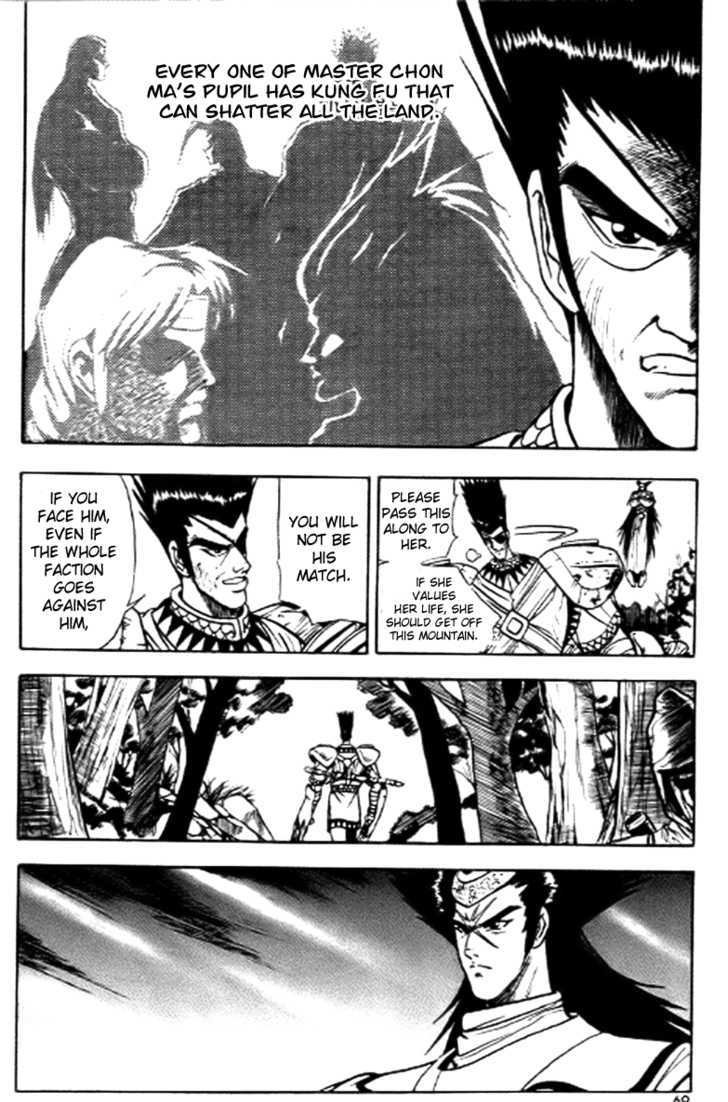 EVERY ONE OF MASTER CHON
MA'S PUPIL HAS KUNG FU THAT
CAN SHATTER ALL THE LAND.
IF YOU
FACE HIM,
EVEN IF
THE WHOLE
FACTION
GOES
AGAINST
HIM,
YOU WILL
NOT BE
HIS
MATCH.
PLEASE
PASS THIS
ALONG TO
HER.
IF SHE
VALUES
HER LIFE, SHE
SHOULD GET OFF
THIS MOUNTAIN.